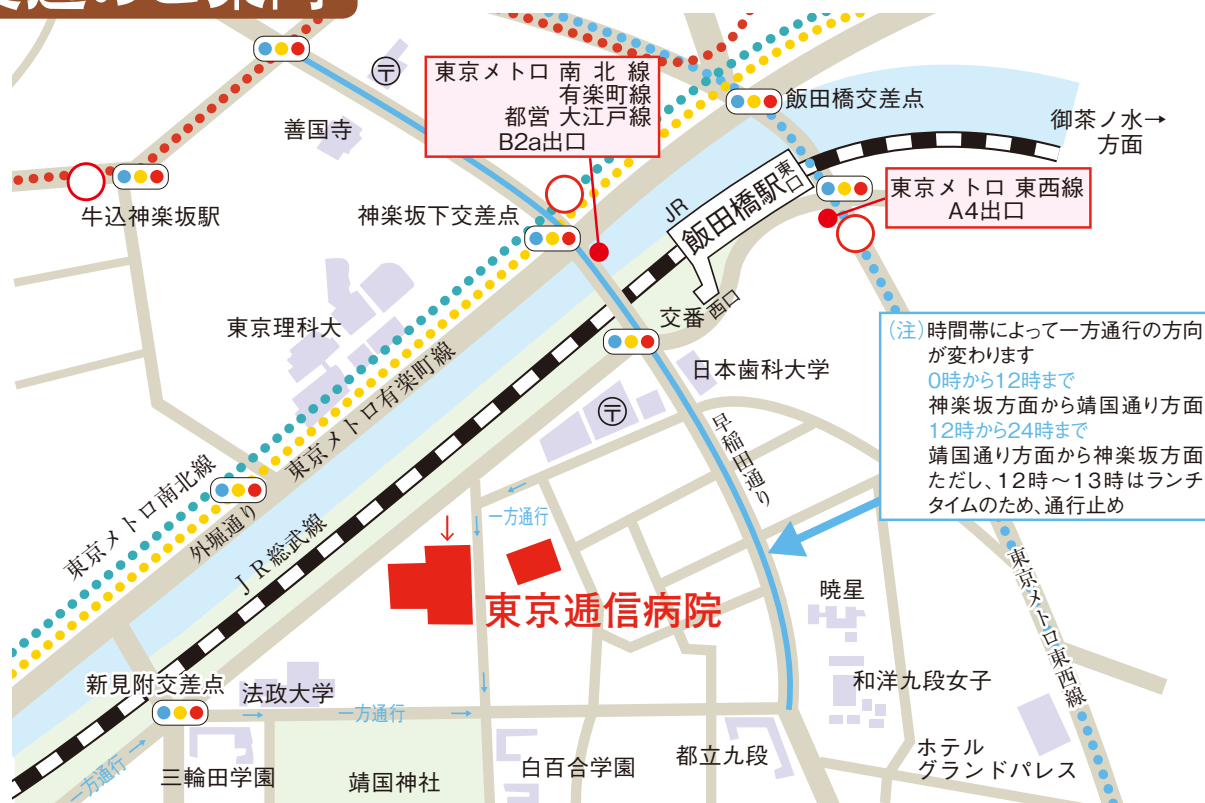 東京メトロ 南 北 線
有楽町線
都営 大江戸線
B2a出口
〒
善国寺
飯田橋交差点
御茶ノ水→
方面
東京メトロ 東西線
A4出口
牛込神楽坂駅
神楽坂下交差点
JR
飯田橋駅
東口
西口
交番
東京理科大
日本歯科大学
〒
(注)時間帯によって一方通行の方向
が変わります
0時から12時まで
神楽坂方面から靖国通り方面
12時から24時まで
靖国通り方面から神楽坂方面
ただし、12時～13時はランチ
タイムのため、通行止め
東京メトロ有楽町線
東京メトロ南北線
外堀通り
JR総武線
早稲田通り
一方通行
東京逓信病院
暁星
東京メトロ東西線
新見附交差点
法政大学
一方通行
和洋九段女子
一方通行
三輪田学園
靖国神社
白百合学園
都立九段
ホテル
グランドパレス